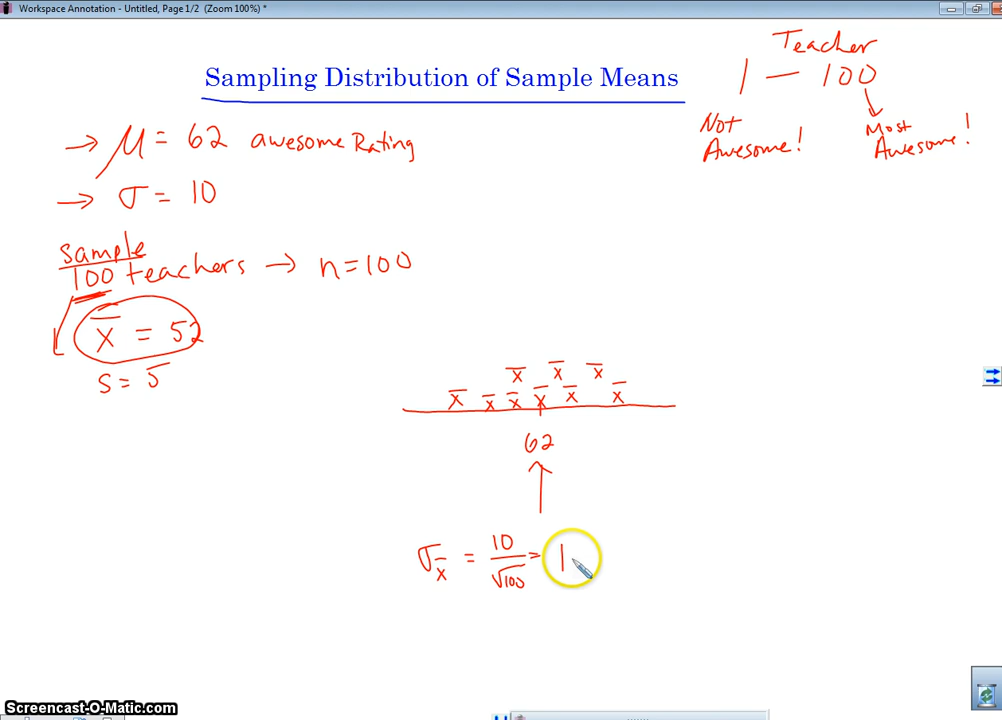 Workspace Annotation - Untitled, Page 1/2 (Zoom 100%) *
Teacher
1 — 100
Sampling Distribution of Sample Means
Not Awesome!
Most Awesome!
→ μ = 62 awesome Rating
→ σ = 10
sample
100 teachers → n=100
x̄ = 52
s = 5
x̄ x̄ x̄
x̄ x̄ x̄ x̄ x̄ x̄
62
σx̄ = 10/√100 = 1
Screencast-O-Matic.com